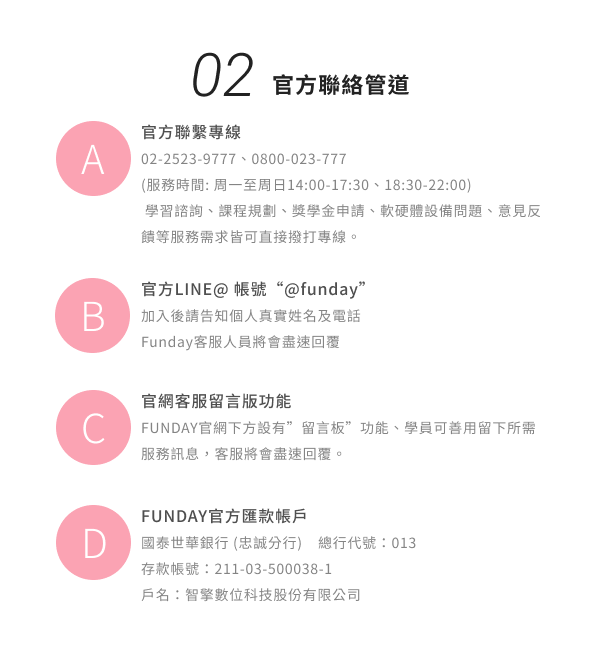 02 官方聯絡管道
A
官方聯繫專線
02-2523-9777、0800-023-777
(服務時間: 周一至周日14:00-17:30、18:30-22:00)
學習諮詢、課程規劃、獎學金申請、軟硬體設備問題、意見反
饋等服務需求皆可直接撥打專線。
B
官方LINE@ 帳號“@funday”
加入後請告知個人真實姓名及電話
Funday客服人員將會盡速回覆
C
官網客服留言版功能
FUNDAY官網下方設有”留言板”功能、學員可善用留下所需
服務訊息，客服將會盡速回覆。
D
FUNDAY官方匯款帳戶
國泰世華銀行 (忠誠分行)　總行代號：013
存款帳號：211-03-500038-1
戶名：智擎數位科技股份有限公司